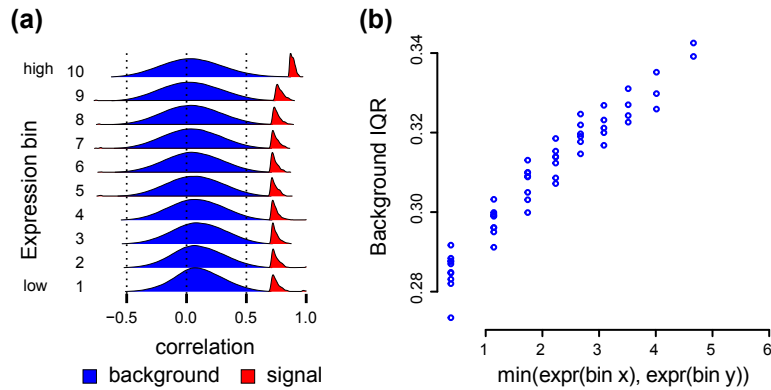 (a)
high 10
9
8
7
6
5
4
3
2
low 1
Expression bin
−0.5 0.0 0.5 1.0
correlation
background signal
(b)
0.34
0.32
0.30
0.28
Background IQR
1 2 3 4 5 6
min(expr(bin x), expr(bin y))